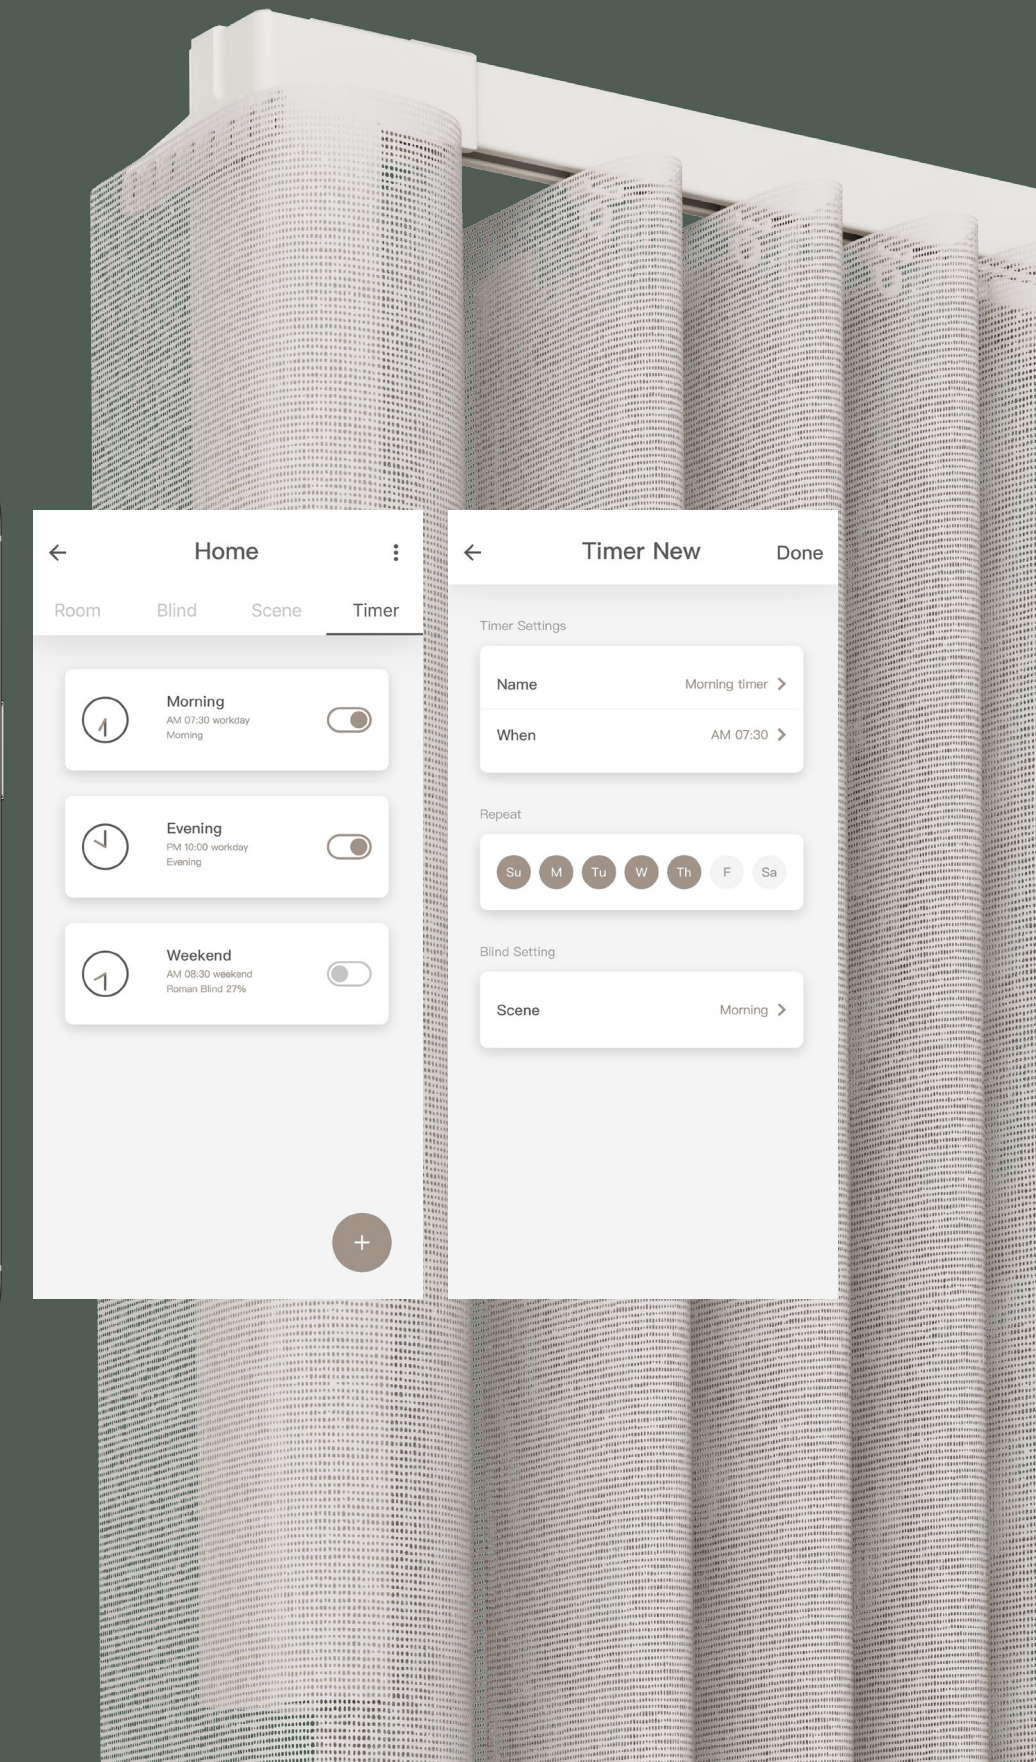 Home
Room Blind Scene Timer
Morning
AM 07:30 workday
Morning
Evening
PM 10:00 workday
Evening
Weekend
AM 08:30 weekend
Roman Blind 27%
+
Timer New Done
Timer Settings
Name Morning timer
When AM 07:30
Repeat
Su M Tu W Th F Sa
Blind Setting
Scene Morning